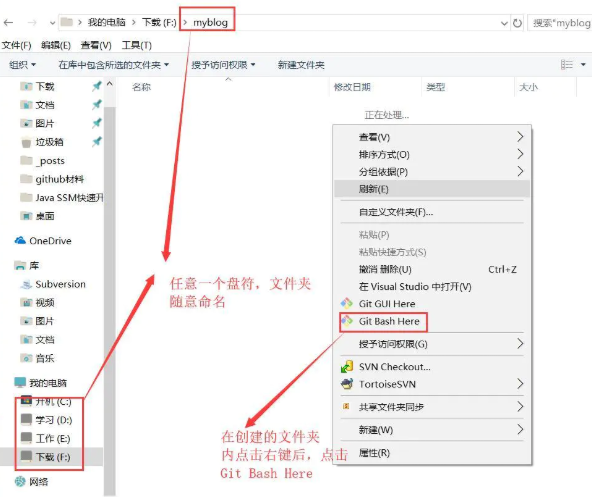 我的电脑 › 下载 (F:) › myblog
搜索"myblog
文件(F) 编辑(E) 查看(V) 工具(T)
组织 在库中包含所选的文件夹 授予访问权限 新建文件夹
名称 修改日期 类型 大小
正在处理...
下载
文档
图片
垃圾箱
_posts
github材料
Java SSM快速开
桌面
OneDrive
库
Subversion
视频
图片
文档
音乐
我的电脑
开机 (C:)
学习 (D:)
工作 (E:)
下载 (F:)
网络
查看(V)
排序方式(O)
分组依据(P)
刷新(E)
自定义文件夹(F)...
粘贴(P)
粘贴快捷方式(S)
撤消 删除(U) Ctrl+Z
在 Visual Studio 中打开(V)
Git GUI Here
Git Bash Here
授予访问权限(G)
SVN Checkout...
TortoiseSVN
共享文件夹同步
新建(W)
属性(R)
任意一个盘符，文件夹
随意命名
在创建的文件夹
内点击右键后，点击
Git Bash Here